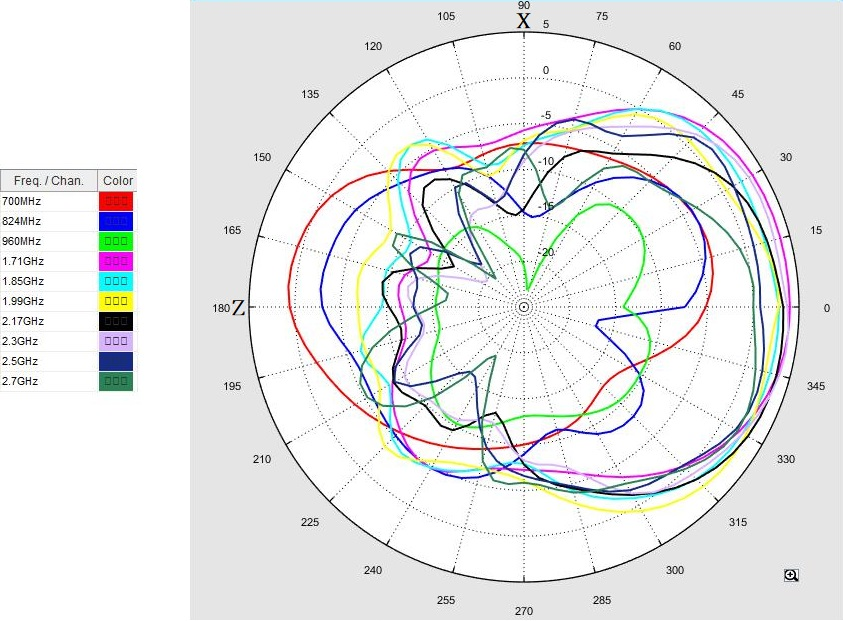 Freq. / Chan. Color
700MHz
824MHz
960MHz
1.71GHz
1.85GHz
1.99GHz
2.17GHz
2.3GHz
2.5GHz
2.7GHz
90
105 X 5 75
120 60
0
135 45
-5
150 -10 30
-15
165 15
-20
180 Z 0
195 345
210 330
225 315
240 300
255 285
270